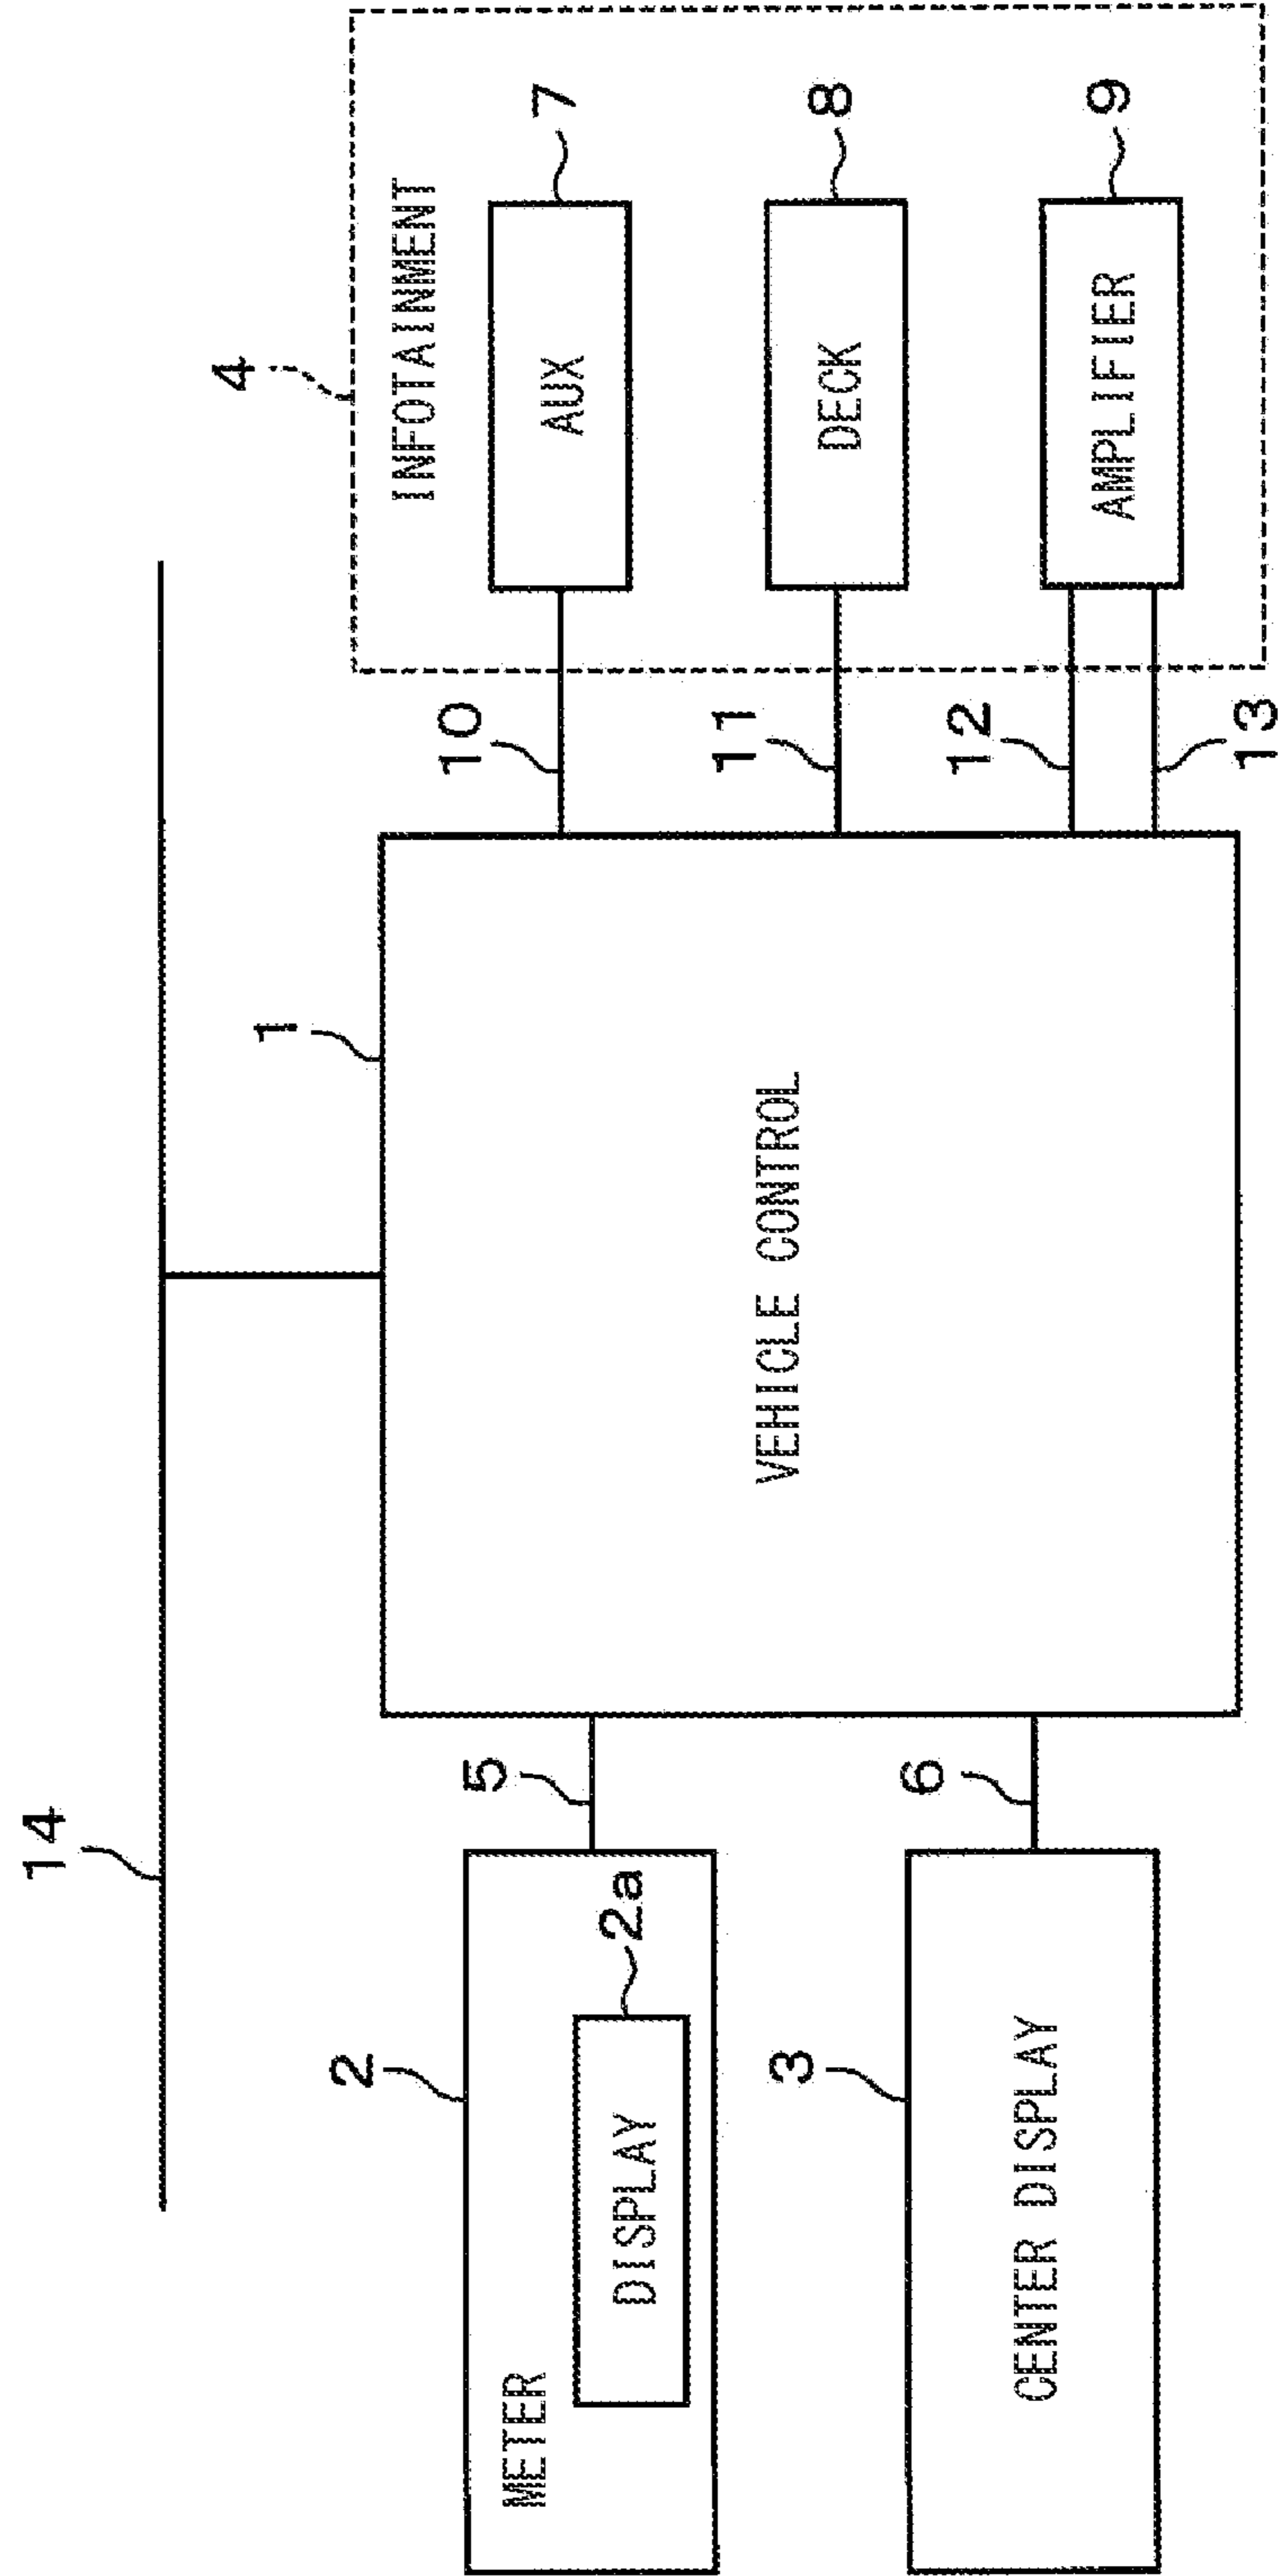 14
1
4
INFOTAINMENT
2
METER
5
10
AUX
7
DISPLAY
2a
VEHICLE CONTROL
11
DECK
8
3
6
CENTER DISPLAY
12
AMPLIFIER
9
13